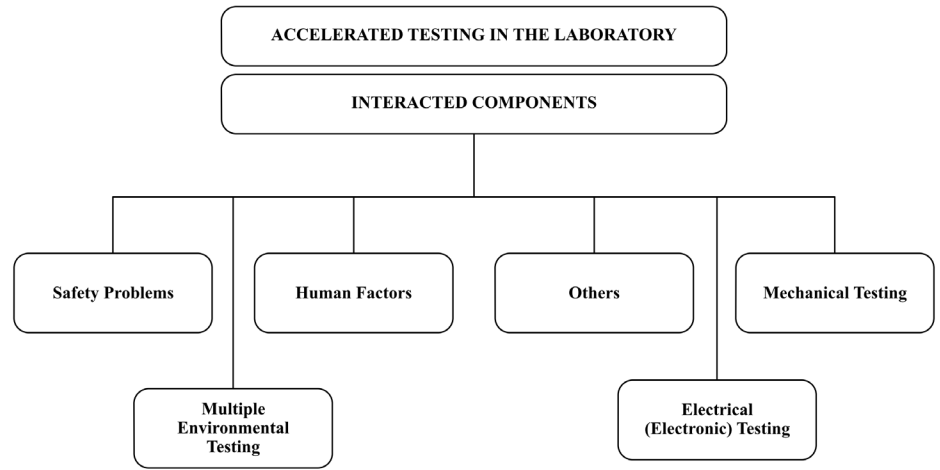 ACCELERATED TESTING IN THE LABORATORY
INTERACTED COMPONENTS
Safety Problems
Human Factors
Others
Mechanical Testing
Multiple
Environmental
Testing
Electrical
(Electronic) Testing